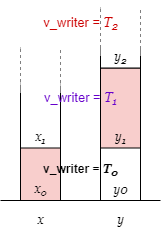 v_writer = T₂
y₂
v_writer = T₁
x₁ y₁
v_writer = T₀
x₀ y0
x y